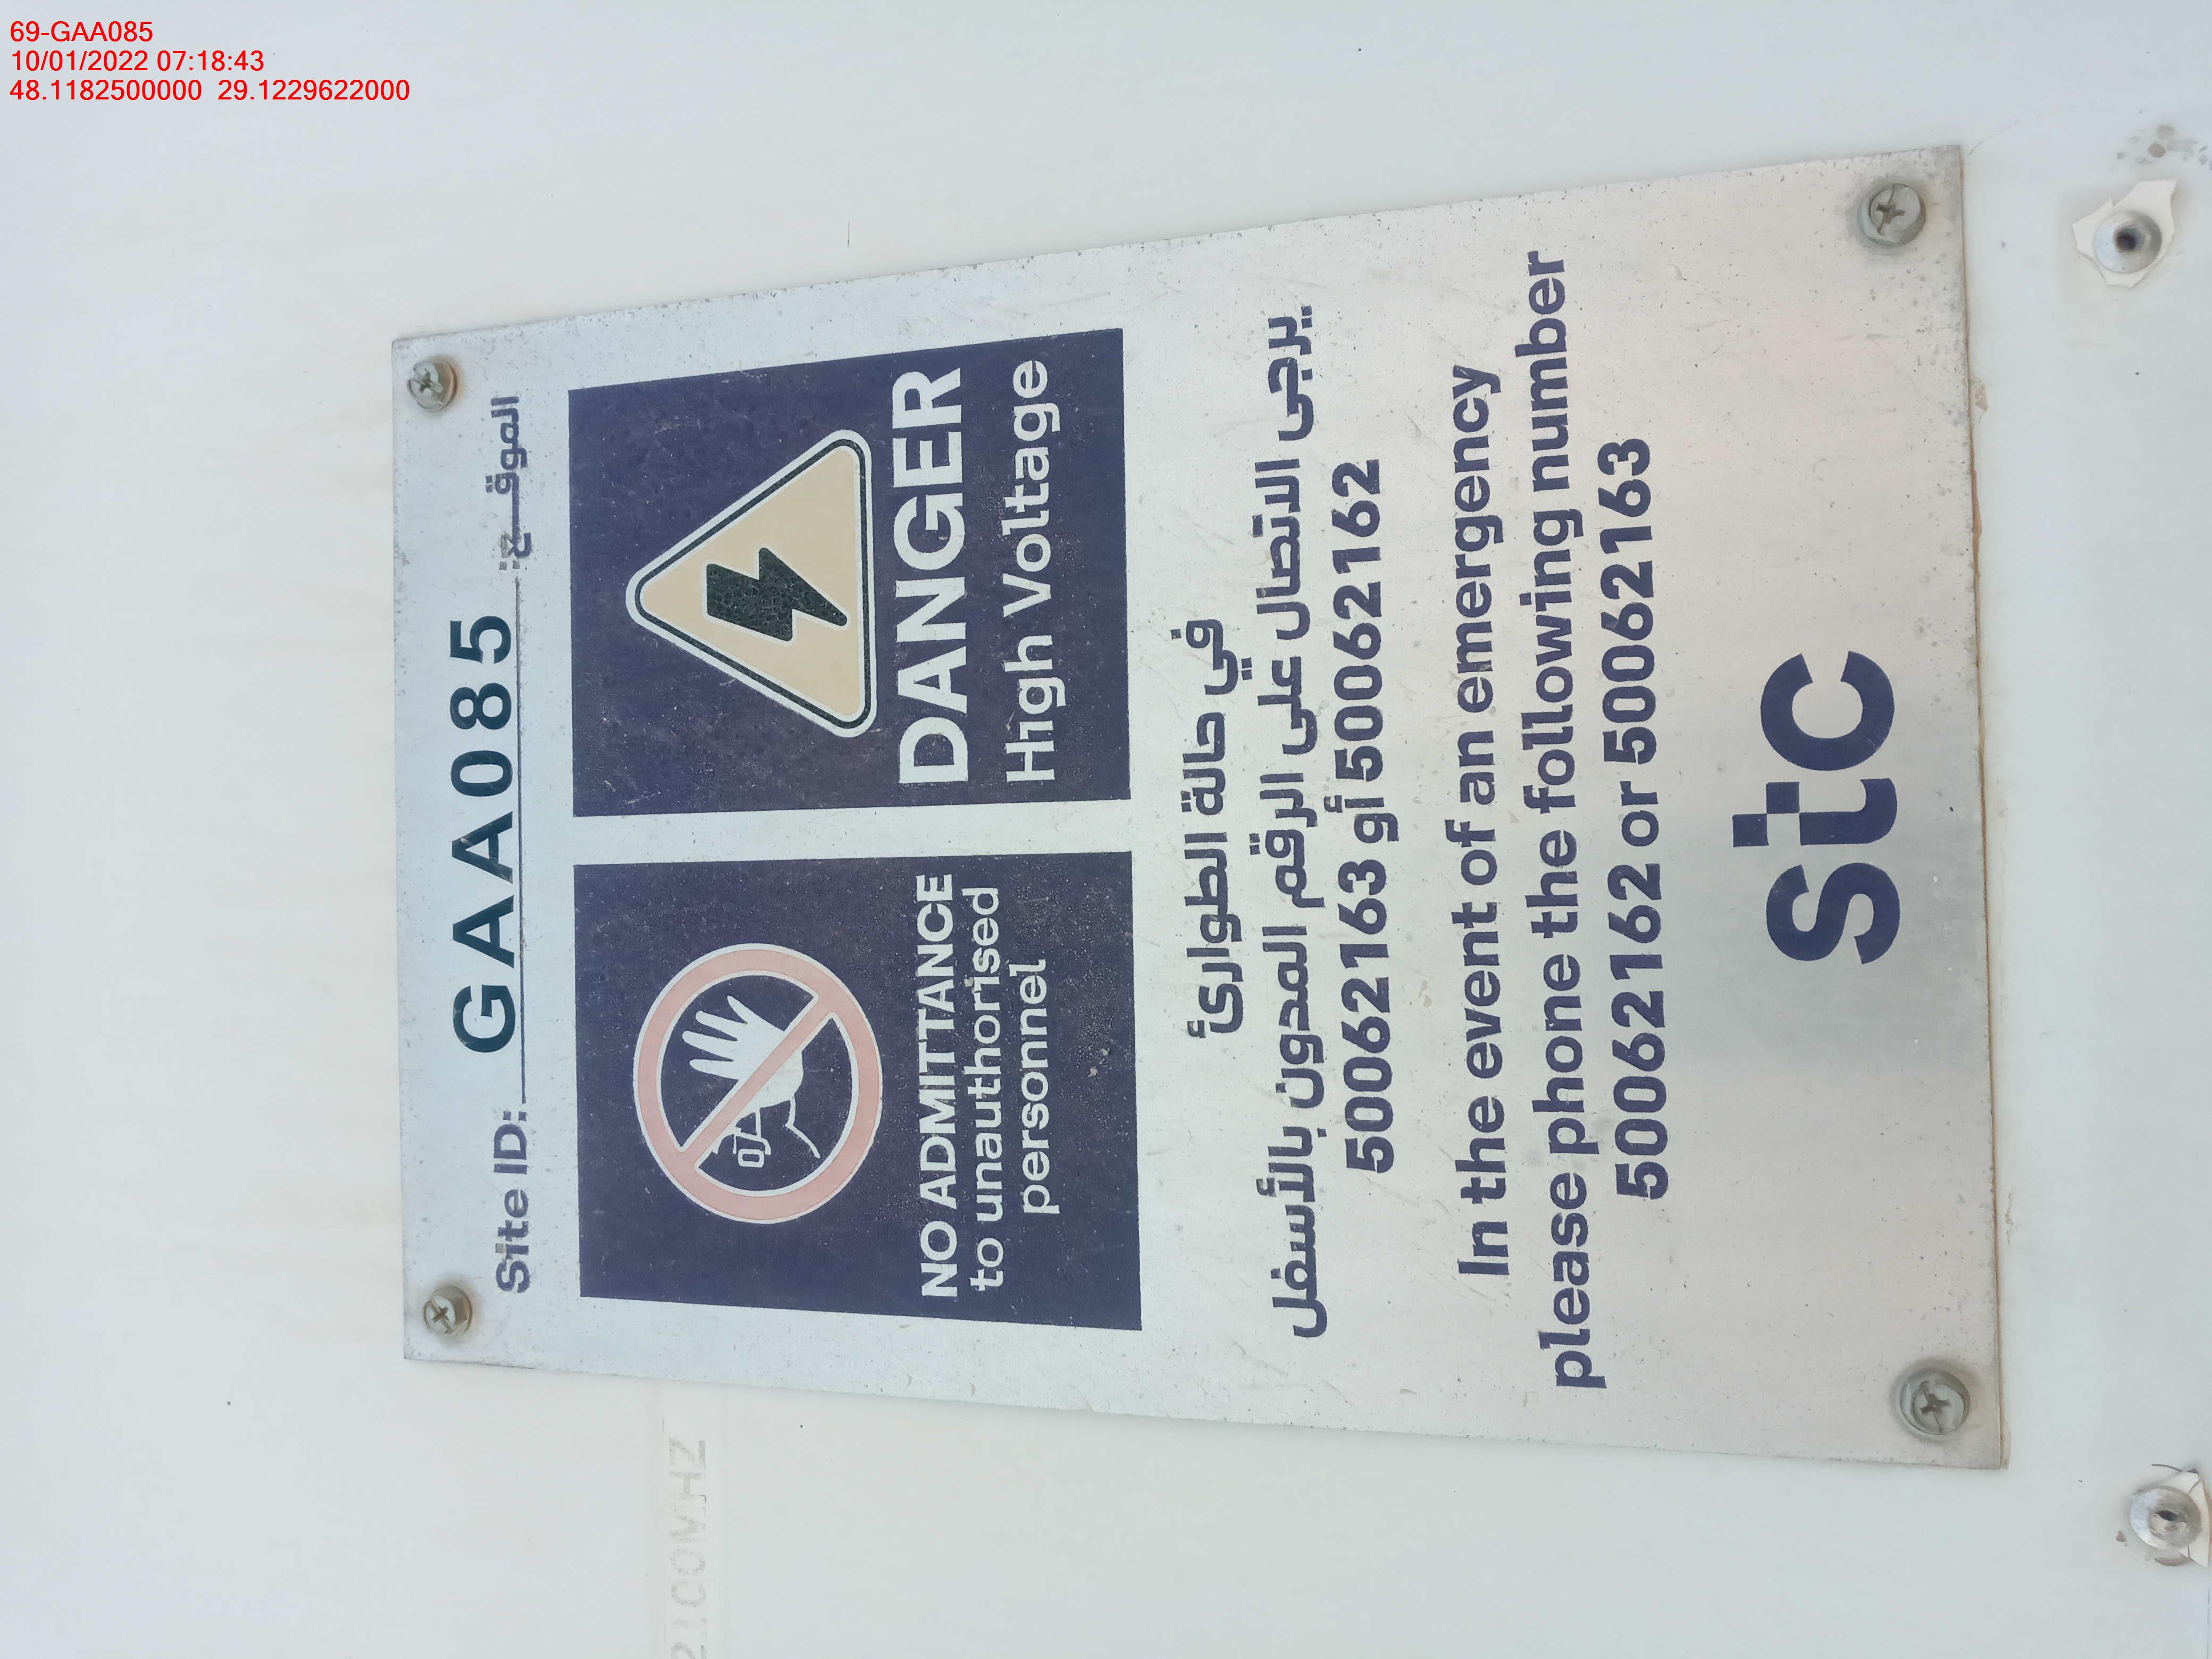 69-GAA085
10/01/2022 07:18:43
48.1182500000 29.1229622000
Site ID: GAA085 الموقـــع:
NO ADMITTANCE
to unauthorised
personnel
DANGER
High Voltage
في حالة الطوارئ
يرجى الاتصال على الرقم المدون بالأسفل
50062163 أو 50062162
In the event of an emergency
please phone the following number
50062162 or 50062163
stc
2100MHZ